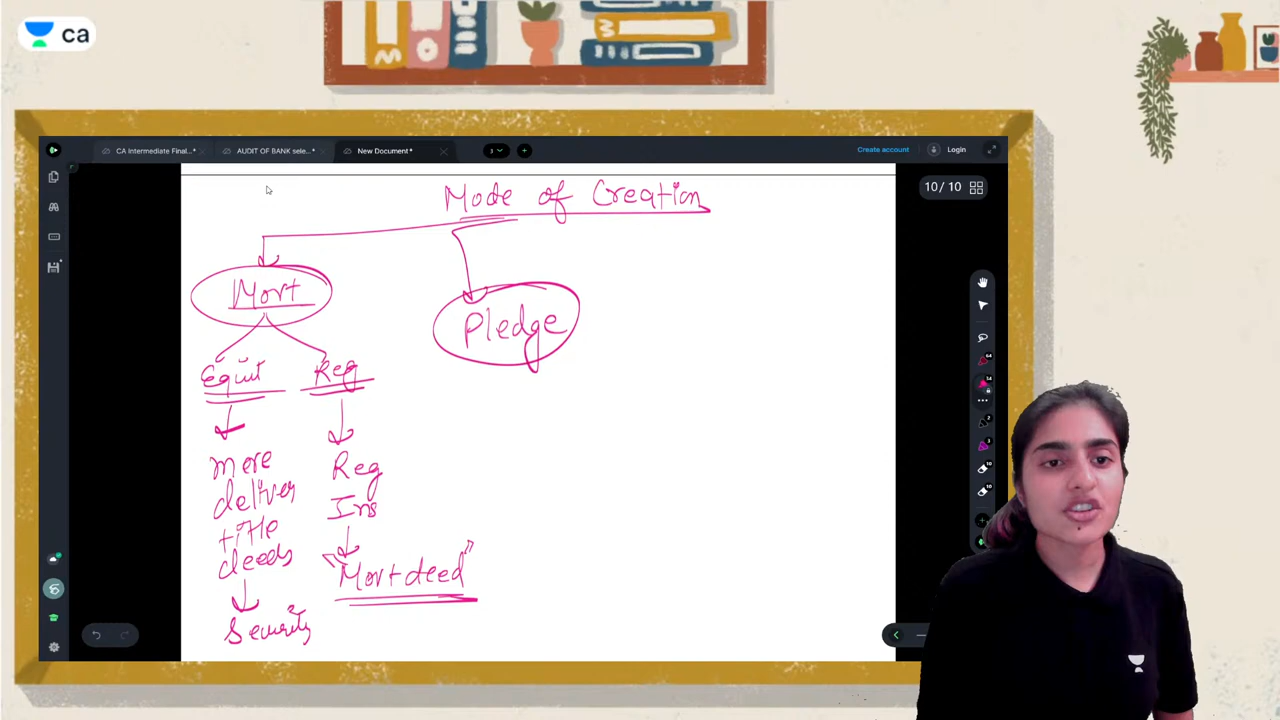 ca
CA Intermediate Final...*
AUDIT OF BANK sele...*
New Document*
Create account
Login
10/10
Mode of Creation
Mort
Pledge
Equit
Reg
mere
deliver
title
deeds
Security
Reg
Ins
"Mort deed"